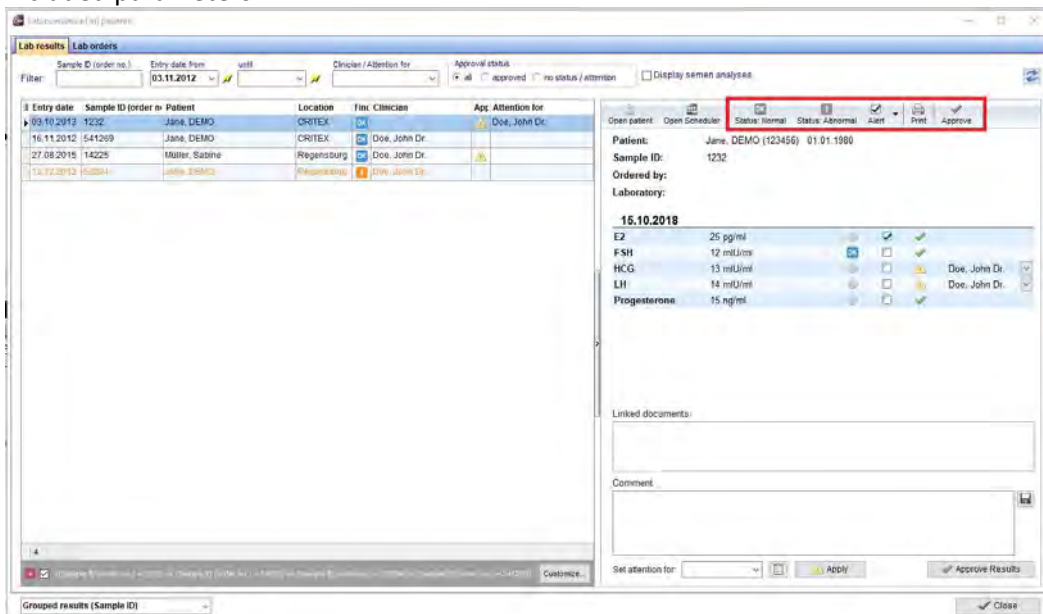 Lab results Lab orders
Sample ID (order no.) Entry date from until Clinician / Attention for Approval status
Filter: 03.11.2012 all approved no status / attention Display semen analyses
Entry date Sample ID (order n Patient Location Finc Clinician App Attention for
03.10.2013 1232 Jane, DEMO CRITEX OK Doe, John Dr.
16.11.2012 541269 Jane, DEMO CRITEX OK Doe, John Dr.
27.08.2015 14225 Müller, Sabine Regensburg OK Doe, John Dr.
Jane, DEMO Regensburg Doe, John Dr.
Open patient Open Scheduler Status: Normal Status: Abnormal Alert Print Approve
Patient: Jane, DEMO (123456) 01.01.1980
Sample ID: 1232
Ordered by:
Laboratory:
15.10.2018
E2 25 pg/ml
FSH 12 mIU/ml OK
HCG 13 mIU/ml Doe, John Dr.
LH 14 mIU/ml Doe, John Dr.
Progesterone 15 ng/ml
Linked documents:
Comment
4
Customize...
Set attention for: Apply Approve Results
Grouped results (Sample ID) Close